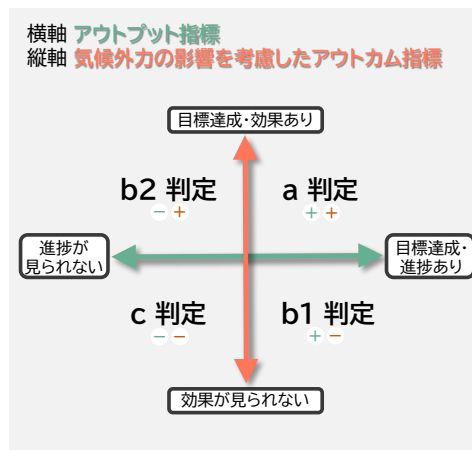 横軸 アウトプット指標
縦軸 気候外力の影響を考慮したアウトカム指標
目標達成・効果あり
b2 判定
− +
a 判定
+ +
進捗が
見られない
目標達成・
進捗あり
c 判定
− −
b1 判定
+ −
効果が見られない